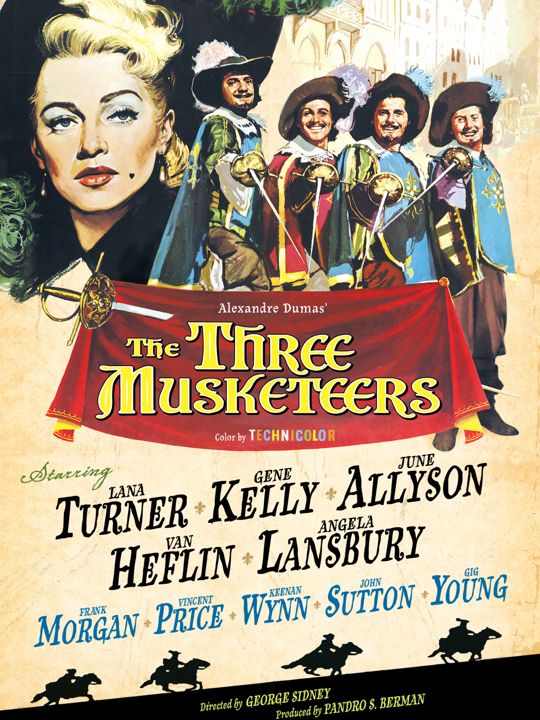 Alexandre Dumas'
THE THREE
MUSKETEERS
Color by TECHNICOLOR
Starring
LANA TURNER • GENE KELLY • JUNE ALLYSON
VAN HEFLIN • ANGELA LANSBURY
FRANK MORGAN • VINCENT PRICE • KEENAN WYNN • JOHN SUTTON • GIG YOUNG
Directed by GEORGE SIDNEY
Produced by PANDRO S. BERMAN